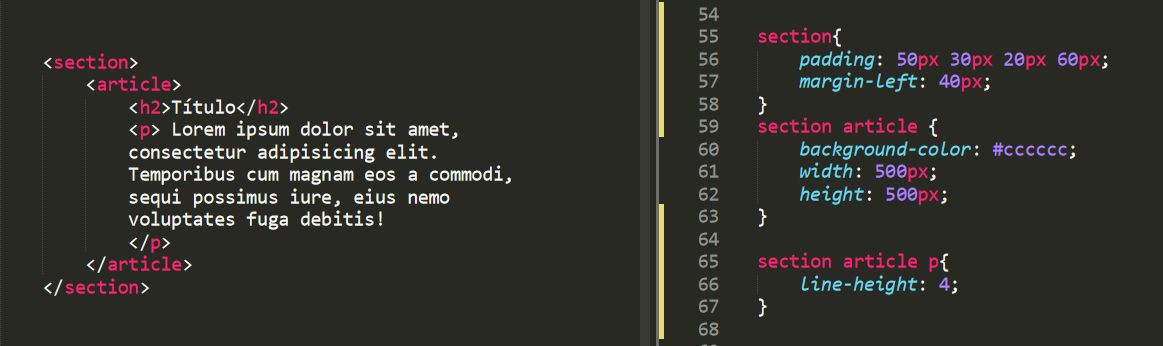 <section>
<article>
<h2>Título</h2>
<p> Lorem ipsum dolor sit amet,
consectetur adipisicing elit.
Temporibus cum magnam eos a commodi,
sequi possimus iure, eius nemo
voluptates fuga debitis!
</p>
</article>
</section>
54
55 section{
56 padding: 50px 30px 20px 60px;
57 margin-left: 40px;
58 }
59 section article {
60 background-color: #cccccc;
61 width: 500px;
62 height: 500px;
63 }
64
65 section article p{
66 line-height: 4;
67 }
68